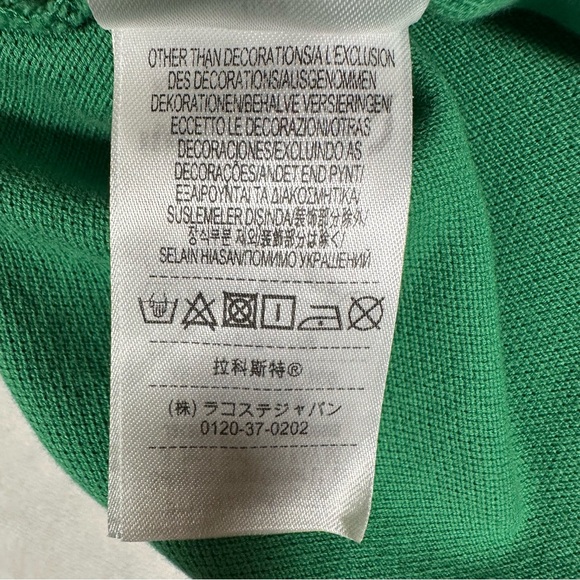 OTHER THAN DECORATIONS/A L'EXCLUSION
DES DECORATIONS/AUSGENOMMEN
DEKORATIONEN/BEHALVE VERSIERINGEN/
ECCETTO LE DECORAZIONI/OTRAS
DECORACIONES/EXCLUINDO AS
DECORAÇÕES/ANDET END PYNT/
ΕΞΑΙΡΟΥΝΤΑΙ ΤΑ ΔΙΑΚΟΣΜΗΤΙΚΑ/
SÜSLEMELER DISINDA/装饰部分除外/
장식부분 제외/装飾部分は除く/
SELAIN HIASAN/ПОМИМО УКРАШЕНИЙ
拉科斯特®
(株) ラコステジャパン
0120-37-0202